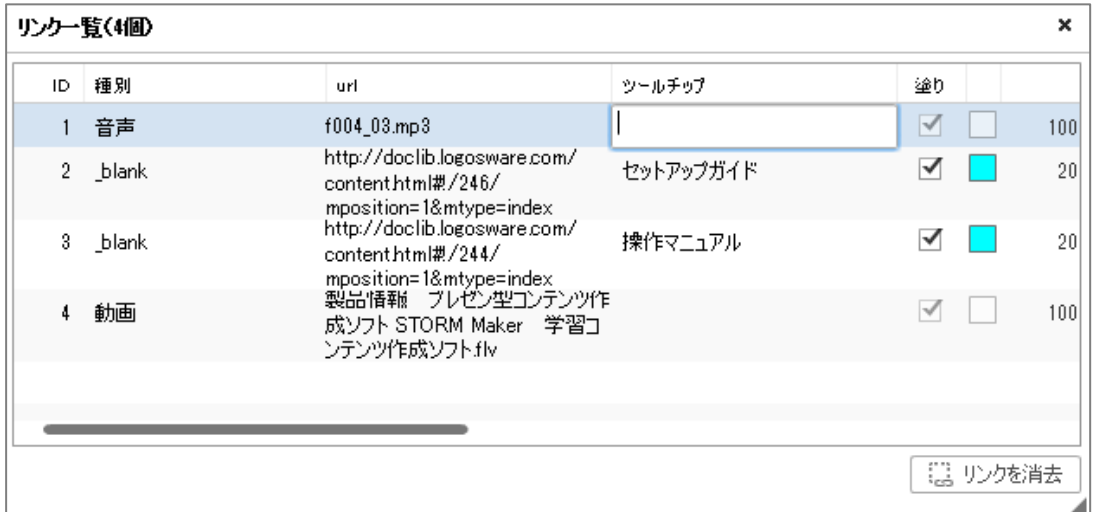 リンク一覧(4個)
ID 種別 url ツールチップ 塗り
1 音声 f004_03.mp3 100
2 _blank http://doclib.logosware.com/
content.html#!/246/
mposition=1&mtype=index セットアップガイド 20
3 _blank http://doclib.logosware.com/
content.html#!/244/
mposition=1&mtype=index 操作マニュアル 20
4 動画 製品情報　プレゼン型コンテンツ作
成ソフト STORM Maker　学習コ
ンテンツ作成ソフト.flv 100
リンクを消去